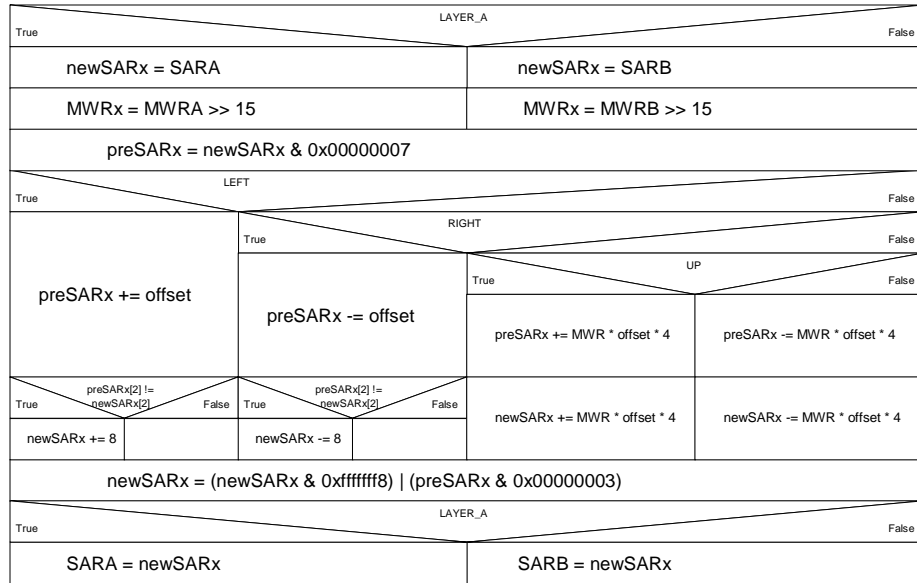 LAYER_A
True False
newSARx = SARA newSARx = SARB
MWRx = MWRA >> 15 MWRx = MWRB >> 15
preSARx = newSARx & 0x00000007
LEFT
True False
RIGHT
True False
UP
True False
preSARx += offset
preSARx -= offset
preSARx += MWR * offset * 4 preSARx -= MWR * offset * 4
preSARx[2] != preSARx[2] !=
True newSARx[2] False True newSARx[2] False
newSARx += MWR * offset * 4 newSARx -= MWR * offset * 4
newSARx += 8 newSARx -= 8
newSARx = (newSARx & 0xfffffff8) | (preSARx & 0x00000003)
LAYER_A
True False
SARA = newSARx SARB = newSARx